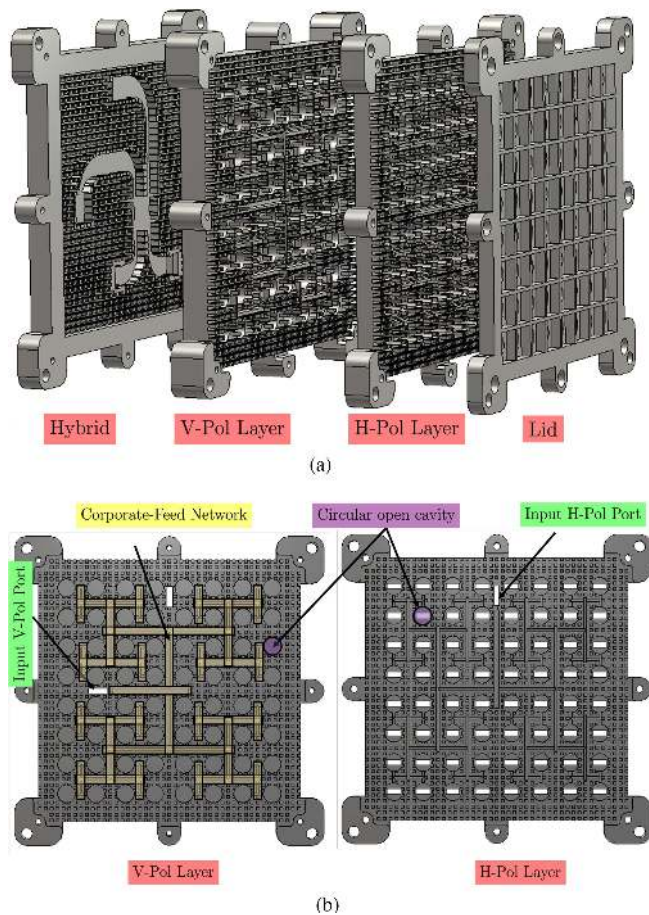 Hybrid
V-Pol Layer
H-Pol Layer
Lid
(a)
Corporate-Feed Network
Circular open cavity
Input H-Pol Port
Input V-Pol Port
V-Pol Layer
H-Pol Layer
(b)